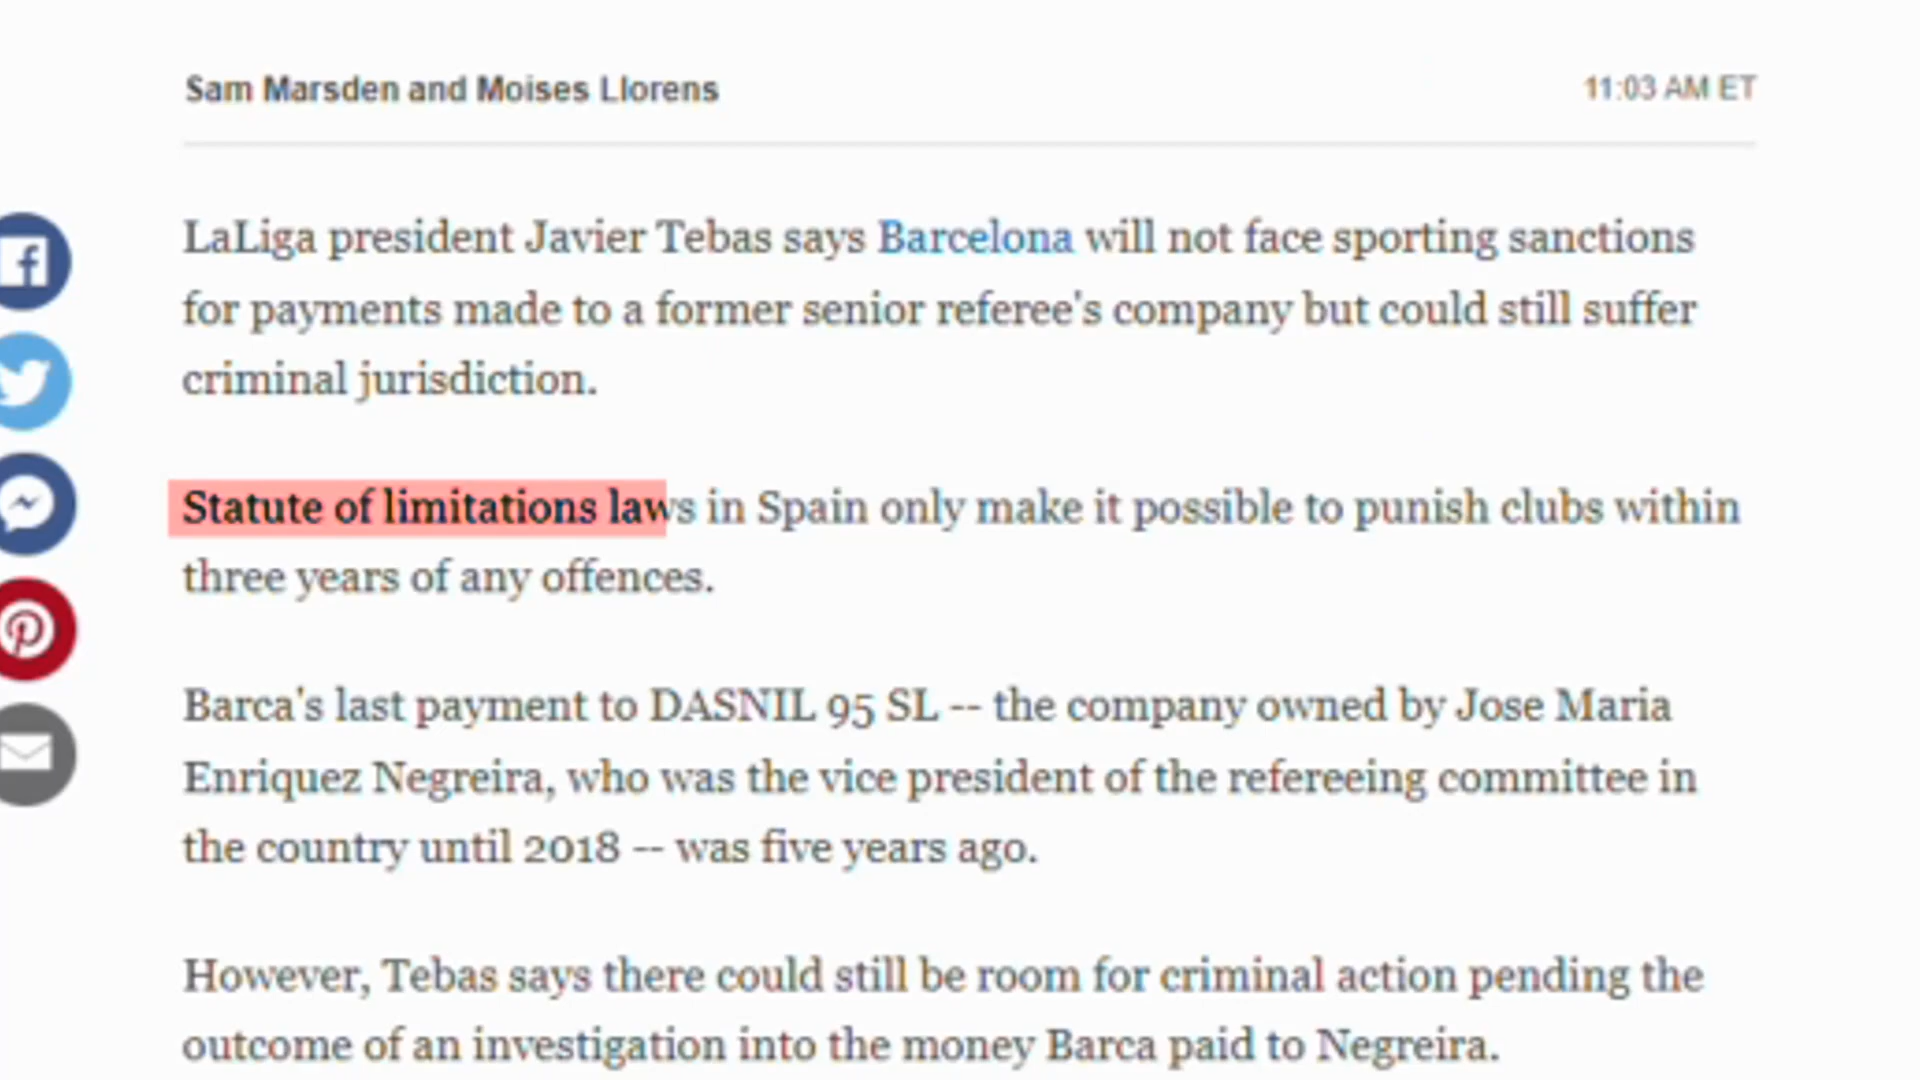 Sam Marsden and Moises Llorens
11:03 AM ET
LaLiga president Javier Tebas says Barcelona will not face sporting sanctions
for payments made to a former senior referee's company but could still suffer
criminal jurisdiction.
Statute of limitations laws in Spain only make it possible to punish clubs within
three years of any offences.
Barca's last payment to DASNIL 95 SL -- the company owned by Jose Maria
Enriquez Negreira, who was the vice president of the refereeing committee in
the country until 2018 -- was five years ago.
However, Tebas says there could still be room for criminal action pending the
outcome of an investigation into the money Barca paid to Negreira.